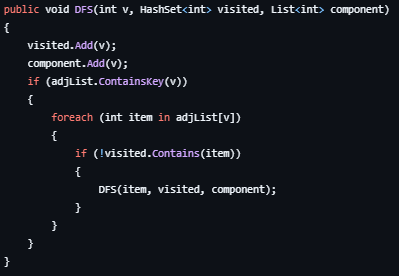 public void DFS(int v, HashSet<int> visited, List<int> component)
{
    visited.Add(v);
    component.Add(v);
    if (adjList.ContainsKey(v))
    {
        foreach (int item in adjList[v])
        {
            if (!visited.Contains(item))
            {
                DFS(item, visited, component);
            }
        }
    }
}